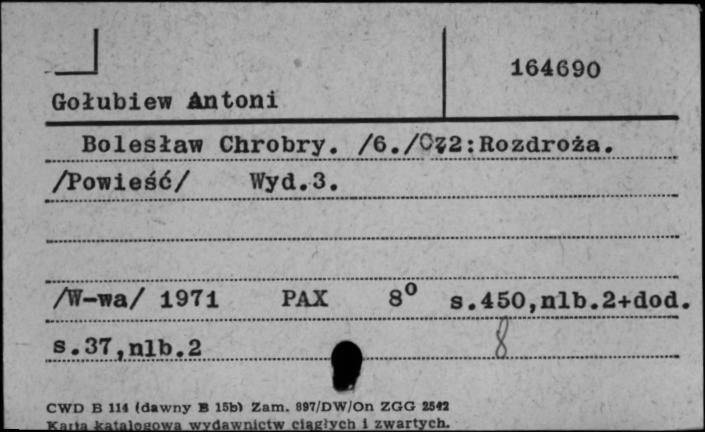 164690
Gołubiew Antoni
Bolesław Chrobry. /6./Cz2:Rozdroża.
/Powieść/ Wyd.3.
/W-wa/ 1971 PAX 8° s.450,nlb.2+dod.
s.37,nlb.2
8
CWD B 114 (dawny B 15b) Zam. 897/DW/On ZGG 2542
Karta katalogowa wydawnictw ciągłych i zwartych.